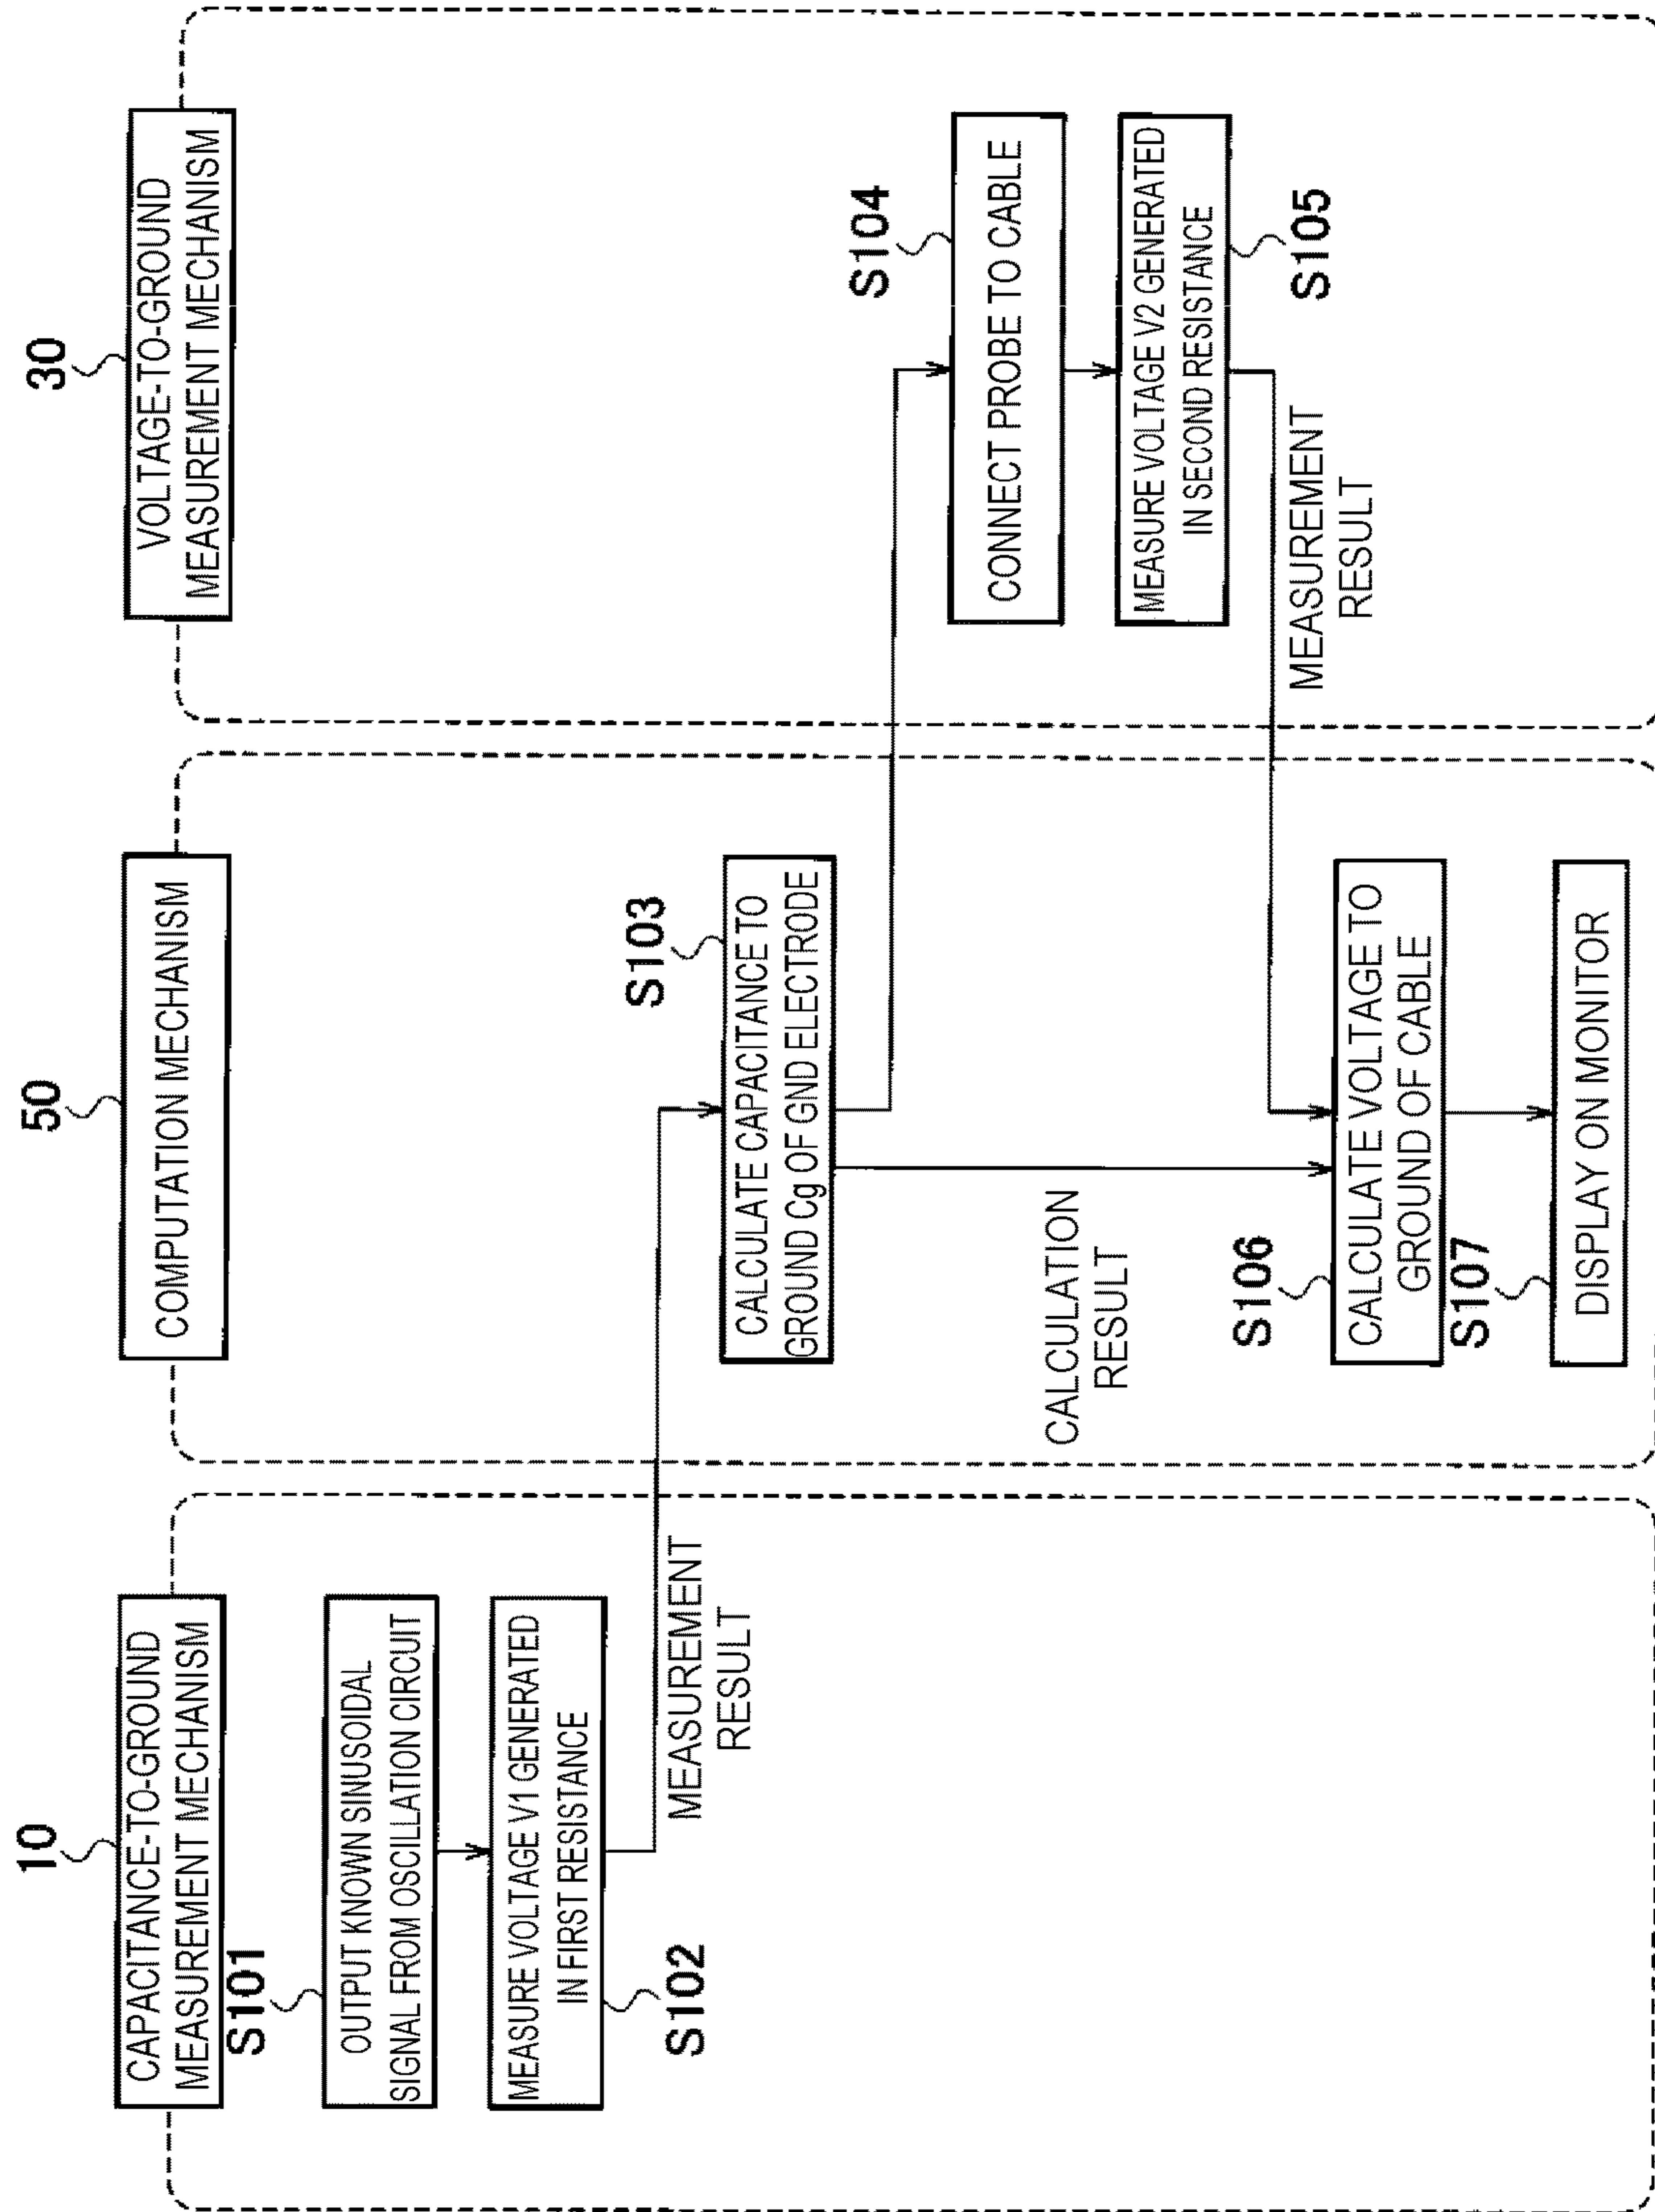 10
CAPACITANCE-TO-GROUND
MEASUREMENT MECHANISM
S101
OUTPUT KNOWN SINUSOIDAL
SIGNAL FROM OSCILLATION CIRCUIT
MEASURE VOLTAGE V1 GENERATED
IN FIRST RESISTANCE
S102
MEASUREMENT
RESULT
50
COMPUTATION MECHANISM
S103
CALCULATE CAPACITANCE TO
GROUND Cg OF GND ELECTRODE
CALCULATION
RESULT
S106
CALCULATE VOLTAGE TO
GROUND OF CABLE
S107
DISPLAY ON MONITOR
30
VOLTAGE-TO-GROUND
MEASUREMENT MECHANISM
S104
CONNECT PROBE TO CABLE
MEASURE VOLTAGE V2 GENERATED
IN SECOND RESISTANCE
S105
MEASUREMENT
RESULT